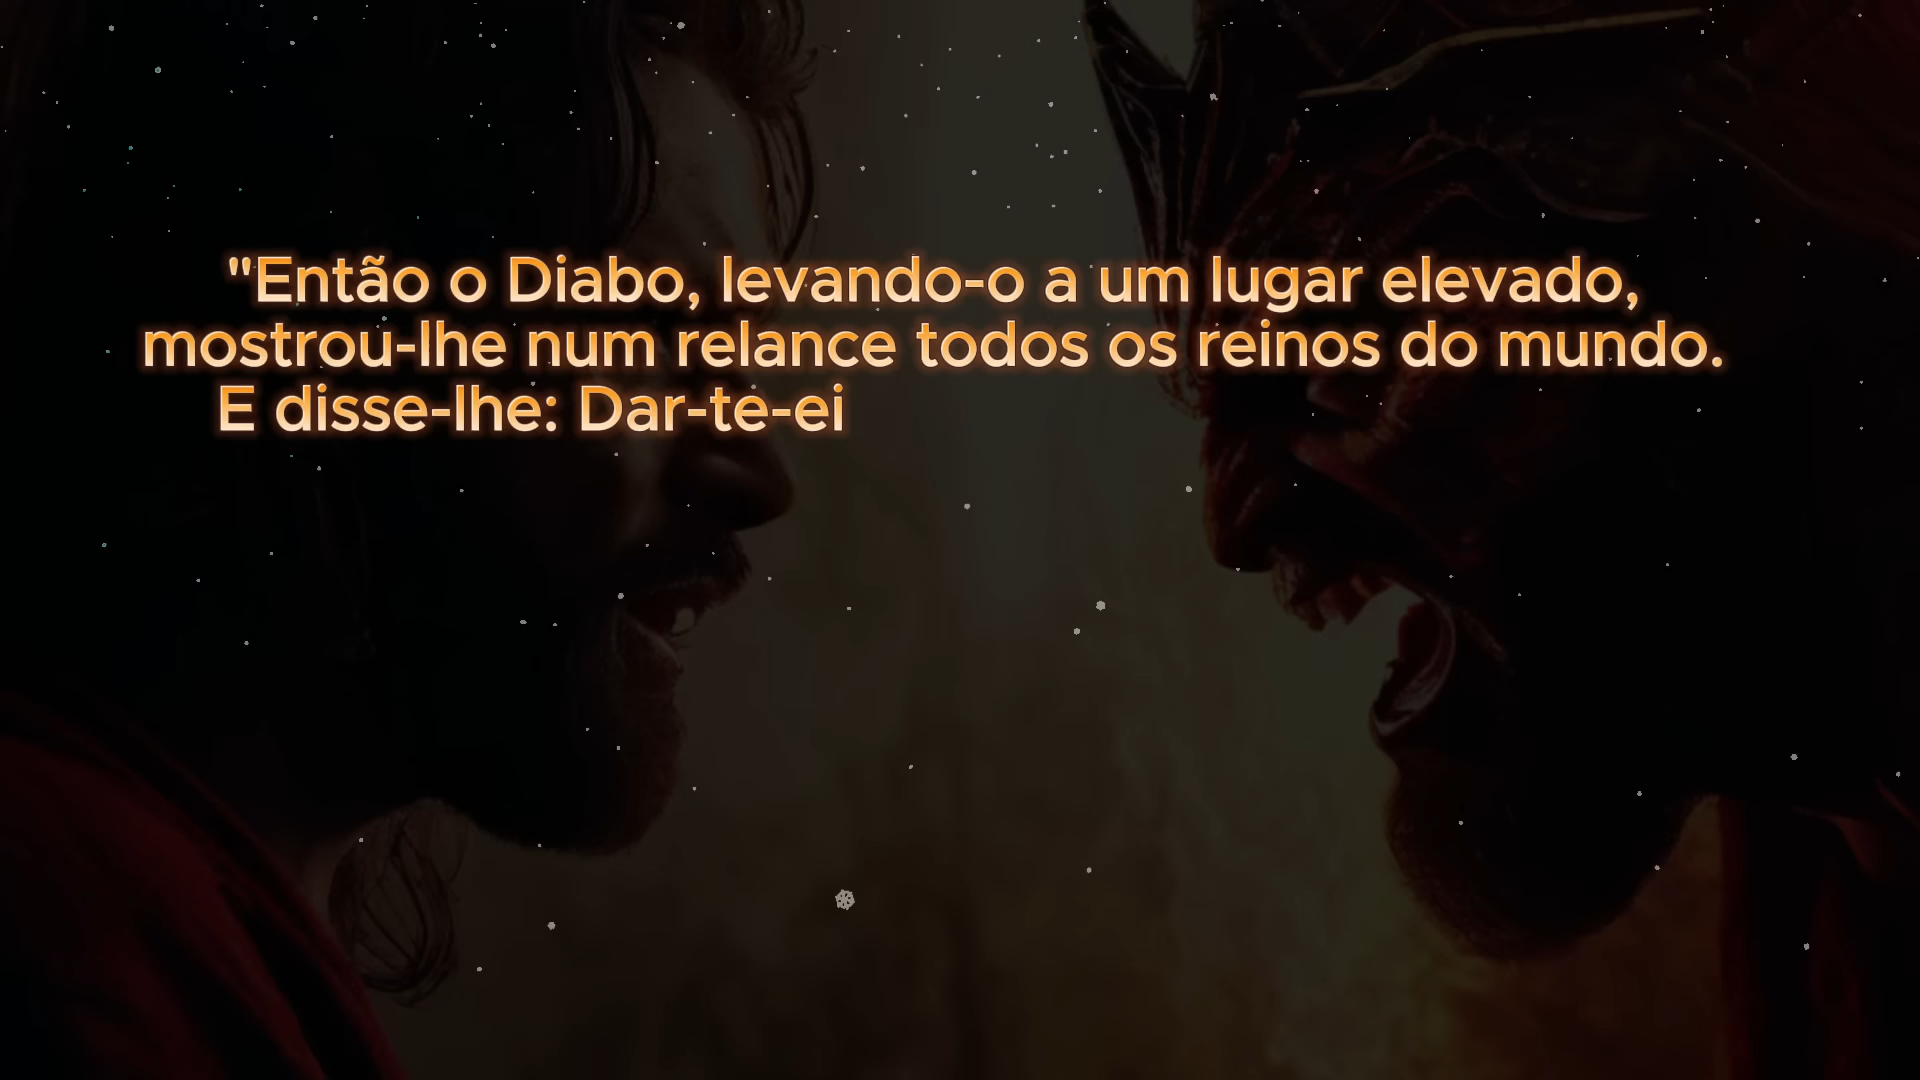 "Então o Diabo, levando-o a um lugar elevado,
mostrou-lhe num relance todos os reinos do mundo.
E disse-lhe: Dar-te-ei